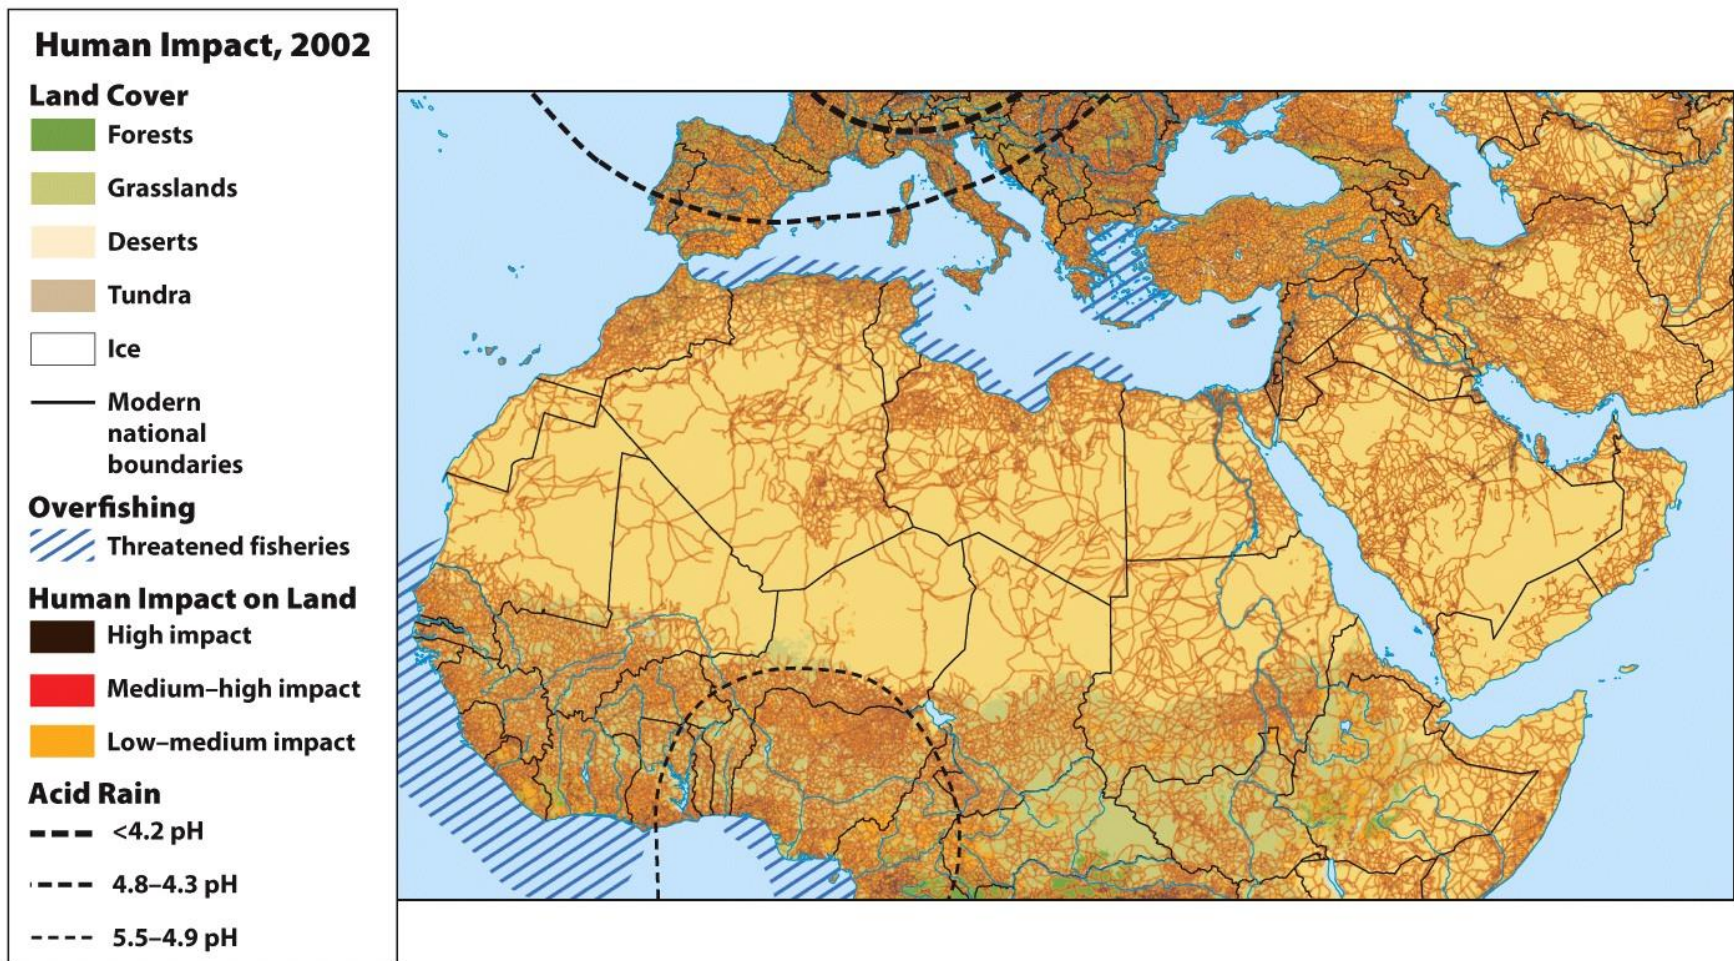 Human Impact, 2002
Land Cover
Forests
Grasslands
Deserts
Tundra
Ice
Modern
national
boundaries
Overfishing
Threatened fisheries
Human Impact on Land
High impact
Medium–high impact
Low–medium impact
Acid Rain
<4.2 pH
4.8–4.3 pH
5.5–4.9 pH